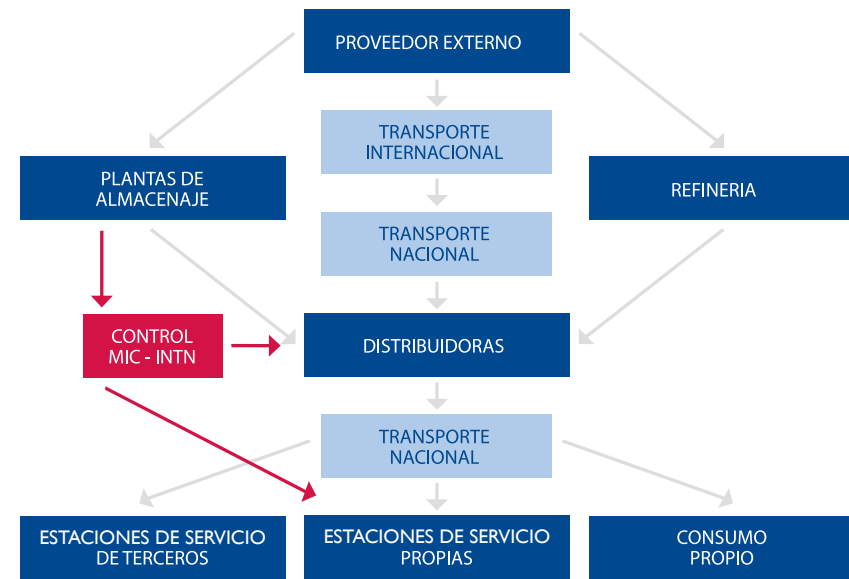 PROVEEDOR EXTERNO
TRANSPORTE
INTERNACIONAL
PLANTAS DE
ALMACENAJE
REFINERIA
TRANSPORTE
NACIONAL
CONTROL
MIC - INTN
DISTRIBUIDORAS
TRANSPORTE
NACIONAL
ESTACIONES DE SERVICIO
DE TERCEROS
ESTACIONES DE SERVICIO
PROPIAS
CONSUMO
PROPIO